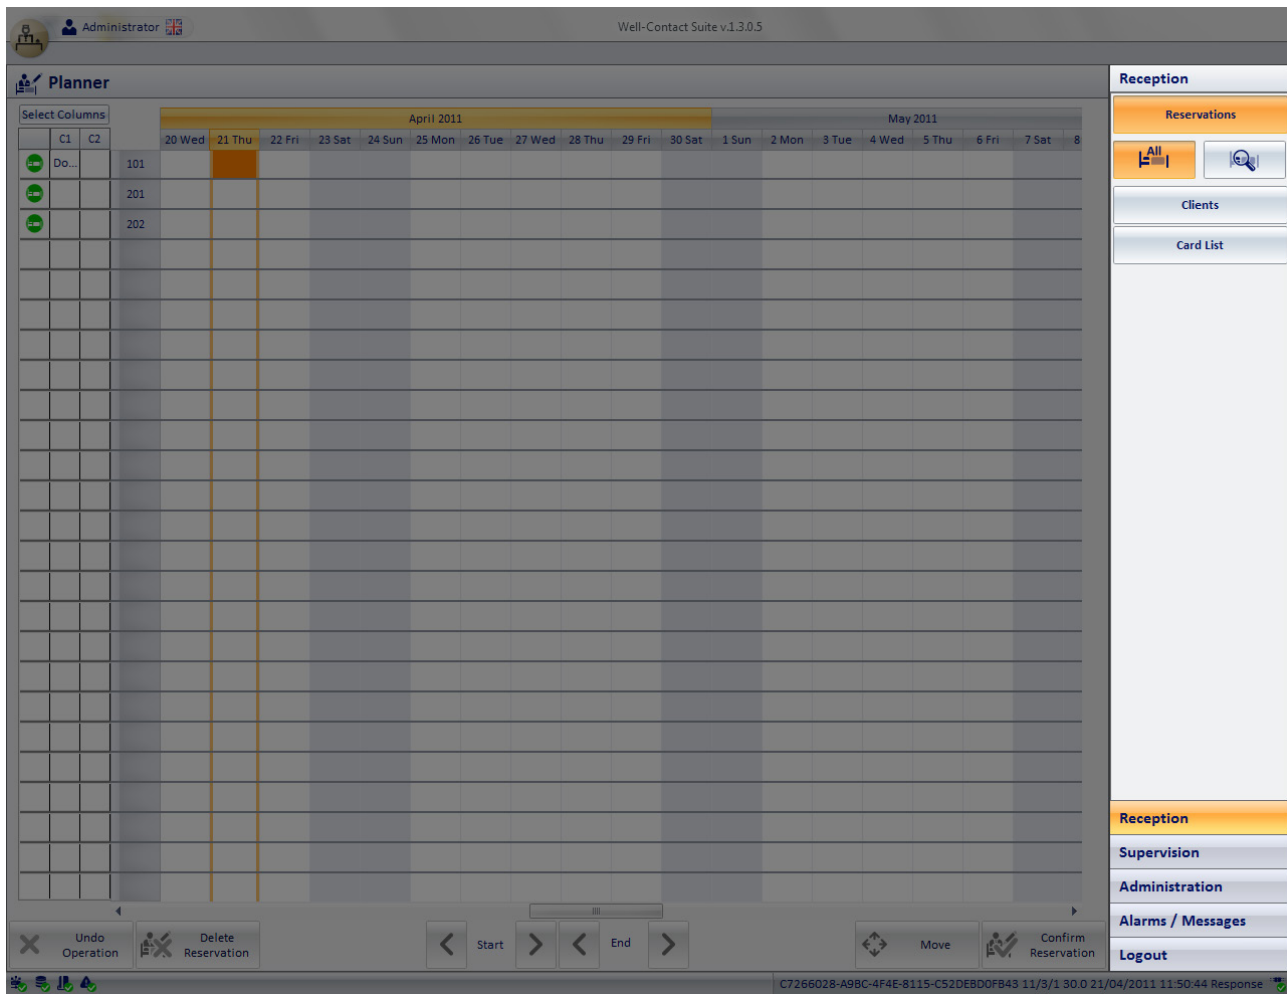 Administrator
Well-Contact Suite v.1.3.0.5
Planner
Reception
Select Columns
April 2011
May 2011
Reservations
C1 C2
20 Wed 21 Thu 22 Fri 23 Sat 24 Sun 25 Mon 26 Tue 27 Wed 28 Thu 29 Fri 30 Sat 1 Sun 2 Mon 3 Tue 4 Wed 5 Thu 6 Fri 7 Sat 8
Do... 101
All
201
Clients
202
Card List
Reception
Supervision
Administration
Alarms / Messages
Logout
Undo
Operation
Delete
Reservation
Start
End
Move
Confirm
Reservation
C7266028-A9BC-4F4E-8115-C52DEBD0FB43 11/3/1 30.0 21/04/2011 11:50:44 Response